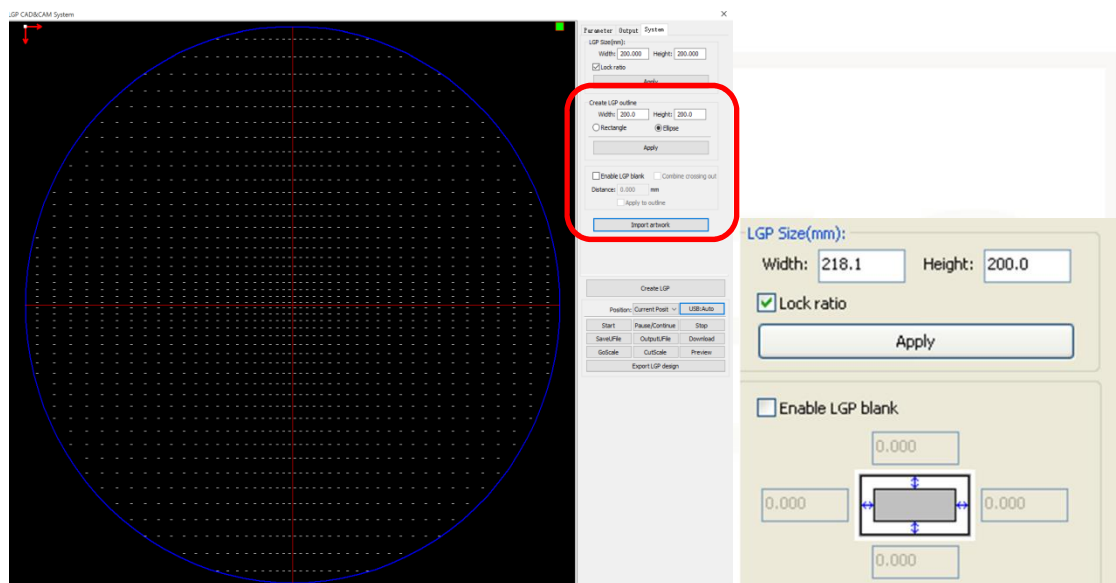 LGP CAD&CAM System
Parameter Output System
LGP Size(mm):
Width: 200.000 Height: 200.000
Lock ratio
Apply
Create LGP outline
Width: 200.0 Height: 200.0
Rectangle Ellipse
Apply
Enable LGP blank Combine crossing out
Distance: 0.000 mm
Apply to outline
Import artwork
Create LGP
Position: Current Posit USB:Auto
Start Pause/Continue Stop
SaveUFile OutputUFile Download
GoScale CutScale Preview
Export LGP design
LGP Size(mm):
Width: 218.1 Height: 200.0
Lock ratio
Apply
Enable LGP blank
0.000
0.000 0.000
0.000